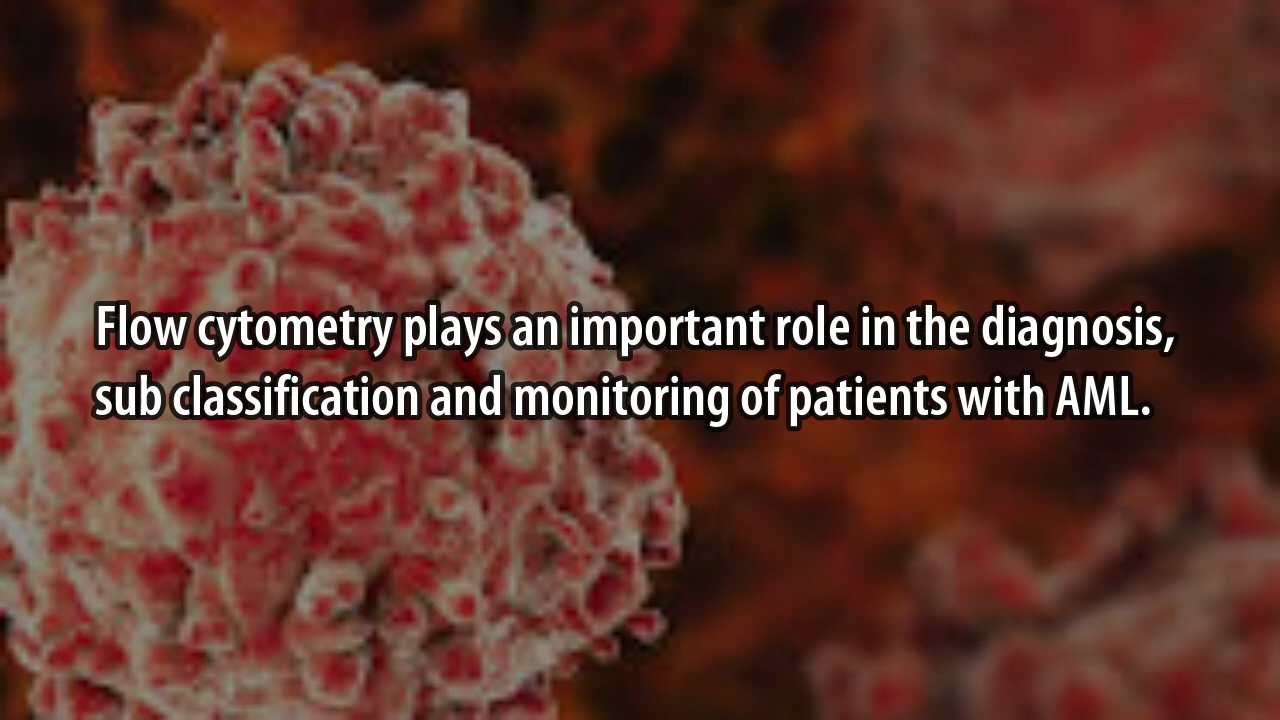 Flow cytometry plays an important role in the diagnosis,
sub classification and monitoring of patients with AML.